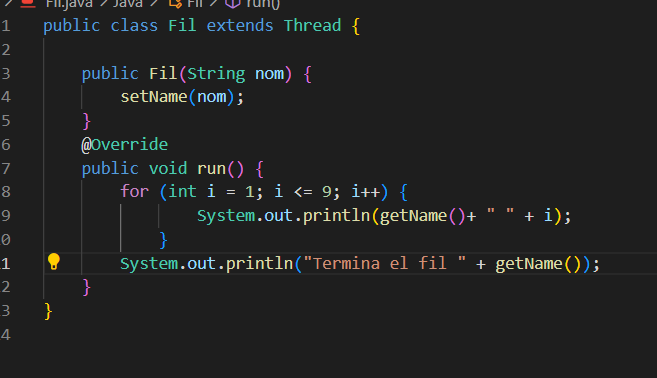 Fil.java > Java > Fil > run()
1 public class Fil extends Thread {
2
3     public Fil(String nom) {
4         setName(nom);
5     }
6     @Override
7     public void run() {
8         for (int i = 1; i <= 9; i++) {
9                 System.out.println(getName()+ " " + i);
0             }
1         System.out.println("Termina el fil " + getName());
2     }
3 }
4